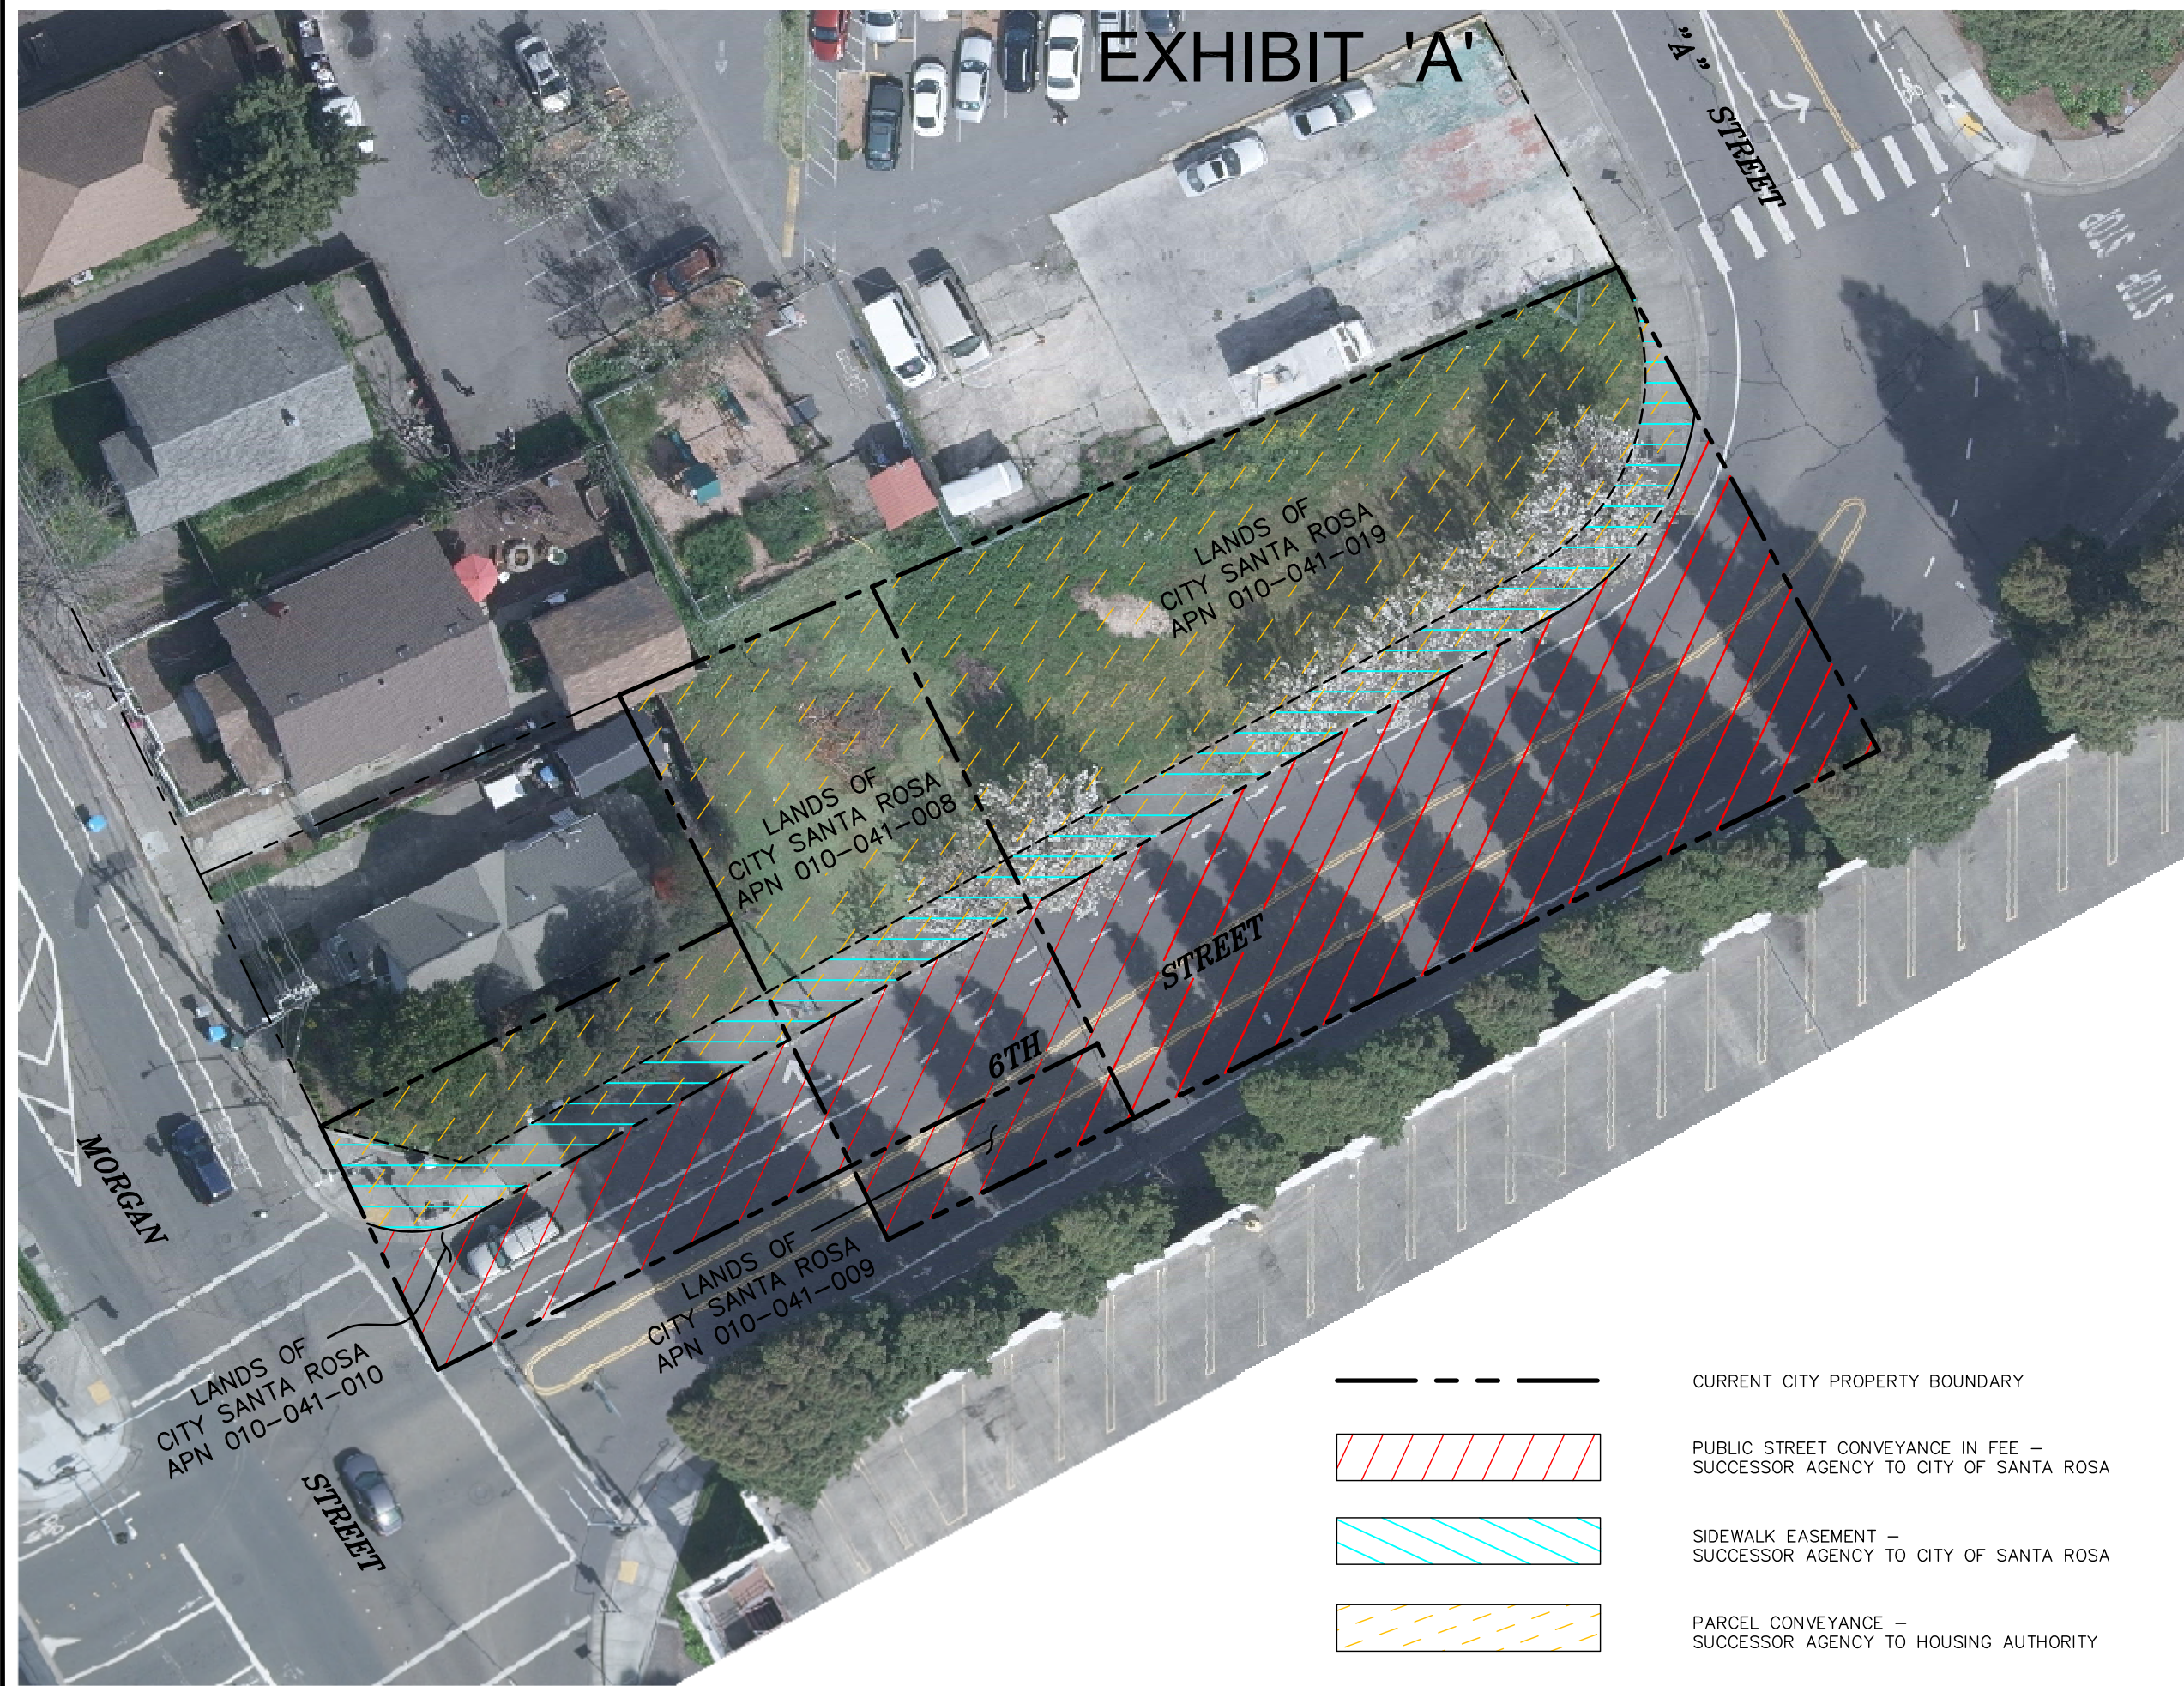 EXHIBIT 'A'
"A" STREET
STOP
STOP
LANDS OF
CITY SANTA ROSA
APN 010-041-019
LANDS OF
CITY SANTA ROSA
APN 010-041-008
6TH STREET
LANDS OF
CITY SANTA ROSA
APN 010-041-009
MORGAN STREET
LANDS OF
CITY SANTA ROSA
APN 010-041-010
CURRENT CITY PROPERTY BOUNDARY
PUBLIC STREET CONVEYANCE IN FEE –
SUCCESSOR AGENCY TO CITY OF SANTA ROSA
SIDEWALK EASEMENT –
SUCCESSOR AGENCY TO CITY OF SANTA ROSA
PARCEL CONVEYANCE –
SUCCESSOR AGENCY TO HOUSING AUTHORITY